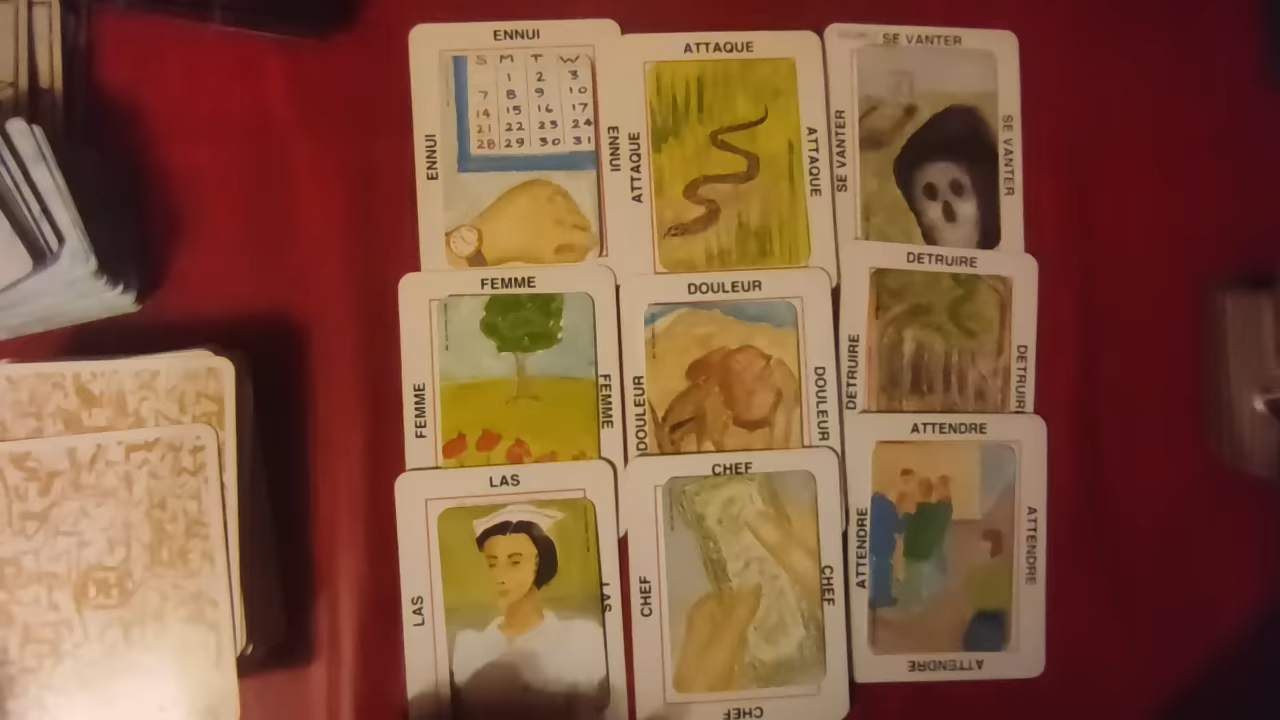 ENNUI
ENNUI
ENNUI
S M T W
1 2 3
7 8 9 10
14 15 16 17
21 22 23 24
28 29 30 31
ATTAQUE
ATTAQUE
ATTAQUE
SE VANTER
SE VANTER
SE VANTER
FEMME
FEMME
FEMME
DOULEUR
DOULEUR
DOULEUR
DETRUIRE
DETRUIRE
DETRUIRE
LAS
LAS
LAS
CHEF
CHEF
CHEF
CHEF
ATTENDRE
ATTENDRE
ATTENDRE
ATTENDRE